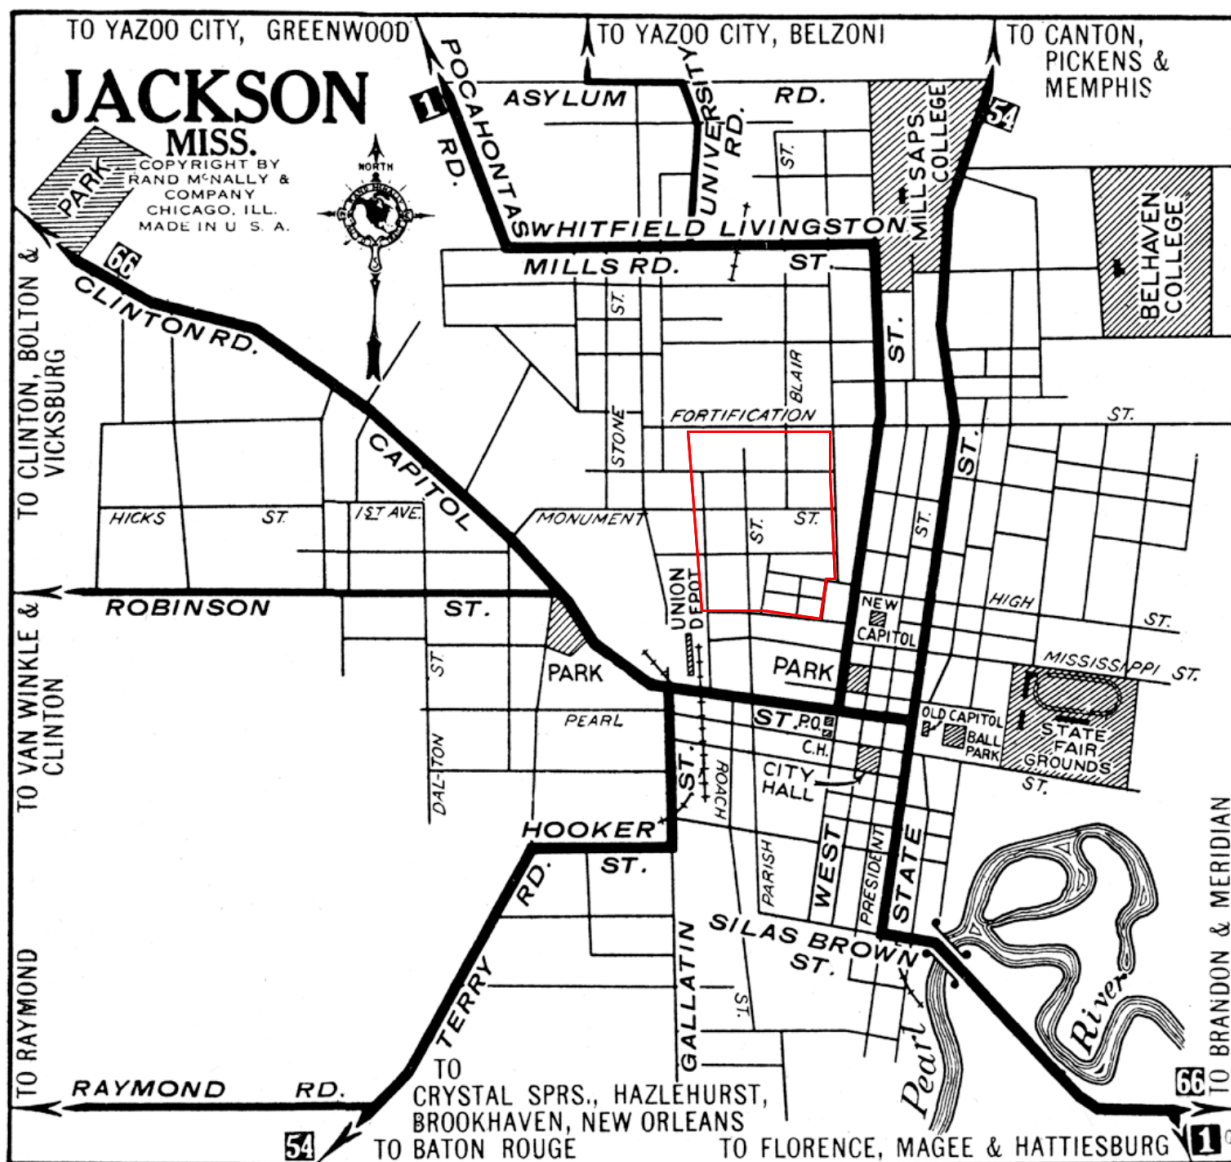 TO YAZOO CITY, GREENWOOD
TO YAZOO CITY, BELZONI
TO CANTON,
PICKENS &
MEMPHIS
JACKSON
MISS.
COPYRIGHT BY
RAND McNALLY &
COMPANY
CHICAGO, ILL.
MADE IN U. S. A.
NORTH
PARK
1
POCAHONTAS
RD.
ASYLUM RD.
UNIVERSITY
RD.
ST.
MILLSAPS
COLLEGE
54
BELHAVEN
COLLEGE
66
CLINTON RD.
WHITFIELD LIVINGSTON
MILLS RD. ST.
ST.
STONE
BLAIR
ST.
FORTIFICATION ST.
ST.
TO CLINTON, BOLTON &
VICKSBURG
CAPITOL
HICKS ST.
1ST AVE.
MONUMENT ST.
ST.
ST.
ROBINSON ST.
UNION
DEPOT
NEW
CAPITOL
HIGH ST.
MISSISSIPPI ST.
TO VAN WINKLE &
CLINTON
PARK
PARK
ST.
DALTON
PEARL
ST.
P.O.
C.H.
CITY
HALL
OLD CAPITOL
BALL
PARK
STATE
FAIR
GROUNDS
ST.
ST.
ROACH
HOOKER
ST.
PARISH
WEST
PRESIDENT
STATE
RD.
TERRY
GALLATIN
ST.
SILAS BROWN
ST.
Pearl
River
TO BRANDON & MERIDIAN
TO RAYMOND
RAYMOND RD.
TO
CRYSTAL SPRS., HAZLEHURST,
BROOKHAVEN, NEW ORLEANS
54
TO BATON ROUGE
TO FLORENCE, MAGEE & HATTIESBURG
66
1